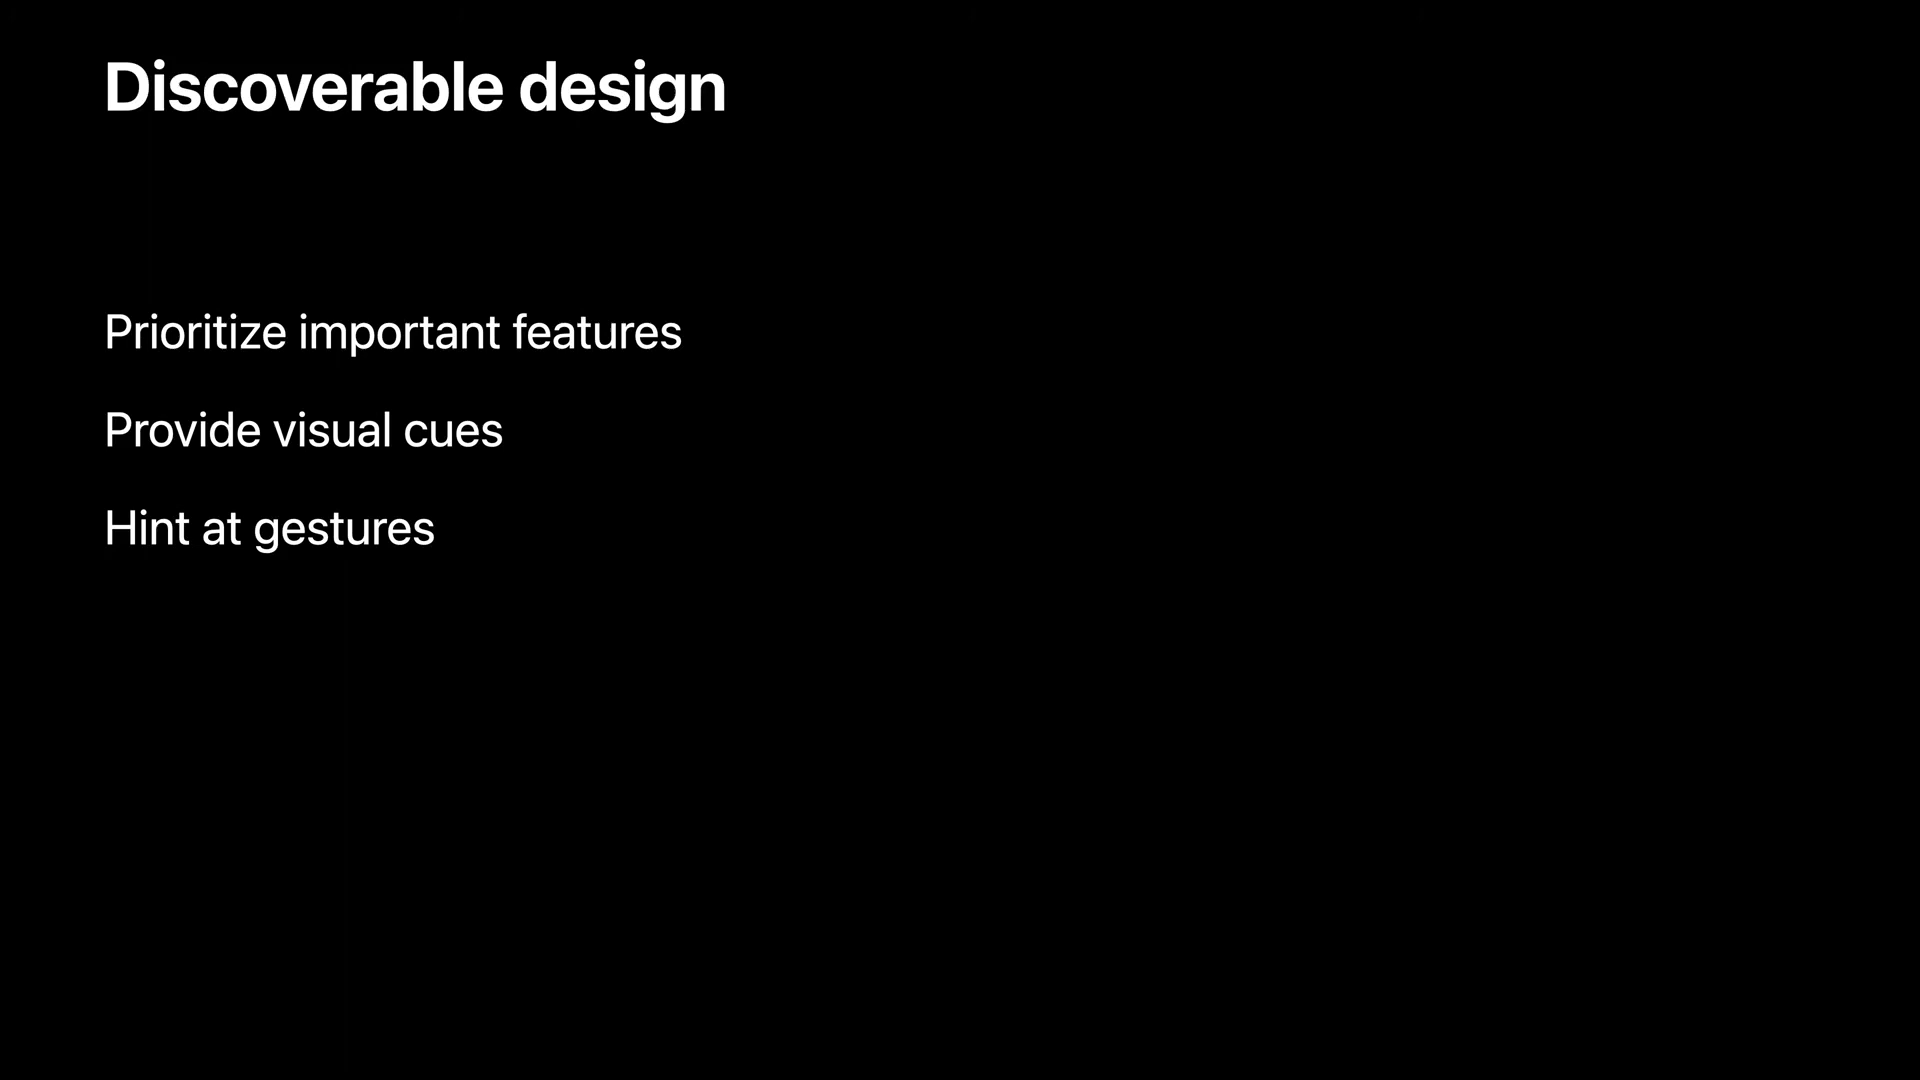 Discoverable design
Prioritize important features
Provide visual cues
Hint at gestures